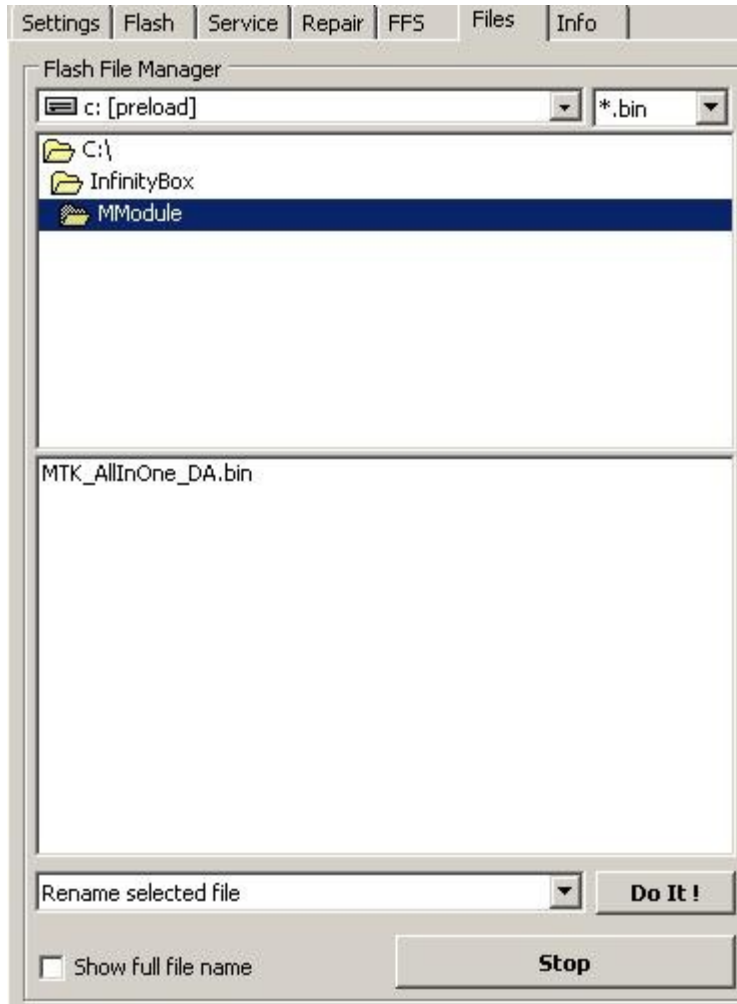 Settings Flash Service Repair FFS Files Info
Flash File Manager
c: [preload] *.bin
C:\
InfinityBox
MModule
MTK_AllInOne_DA.bin
Rename selected file Do It !
Show full file name Stop